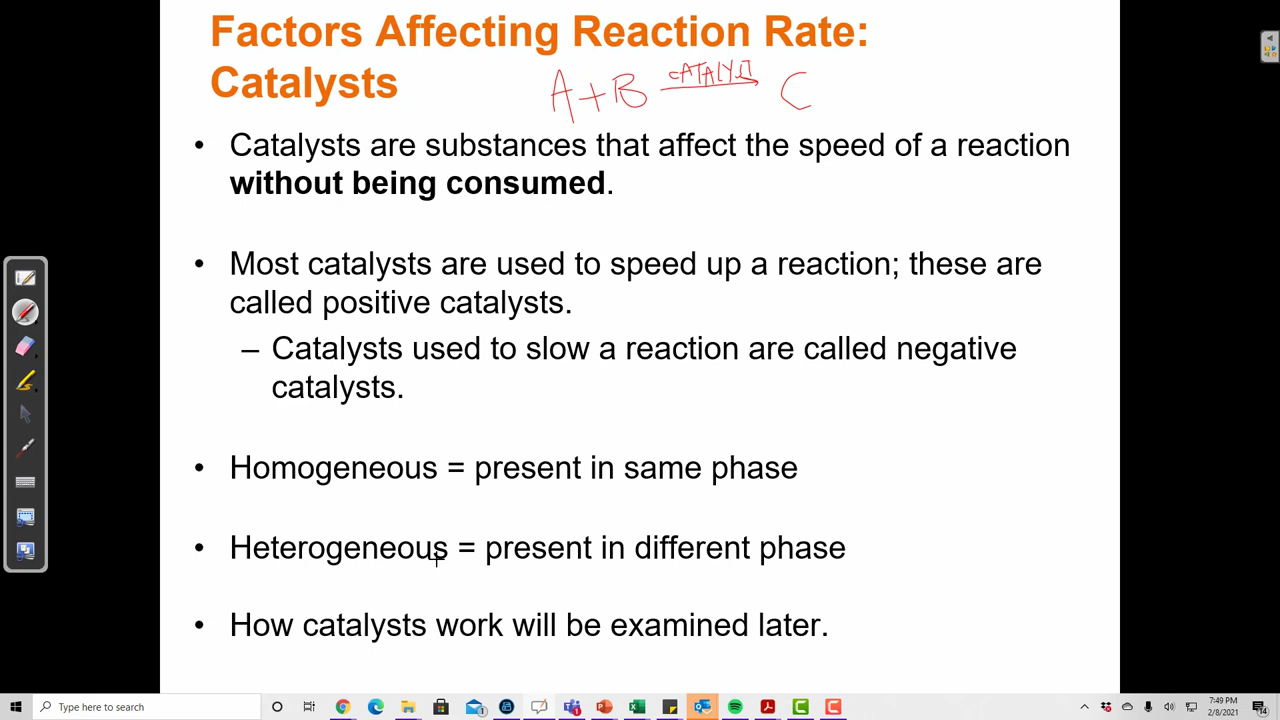 Factors Affecting Reaction Rate:
Catalysts
A+B CATALYST C
• Catalysts are substances that affect the speed of a reaction
without being consumed.
• Most catalysts are used to speed up a reaction; these are
called positive catalysts.
– Catalysts used to slow a reaction are called negative
catalysts.
• Homogeneous = present in same phase
• Heterogeneous = present in different phase
• How catalysts work will be examined later.
Type here to search
7:49 PM
2/8/2021
14